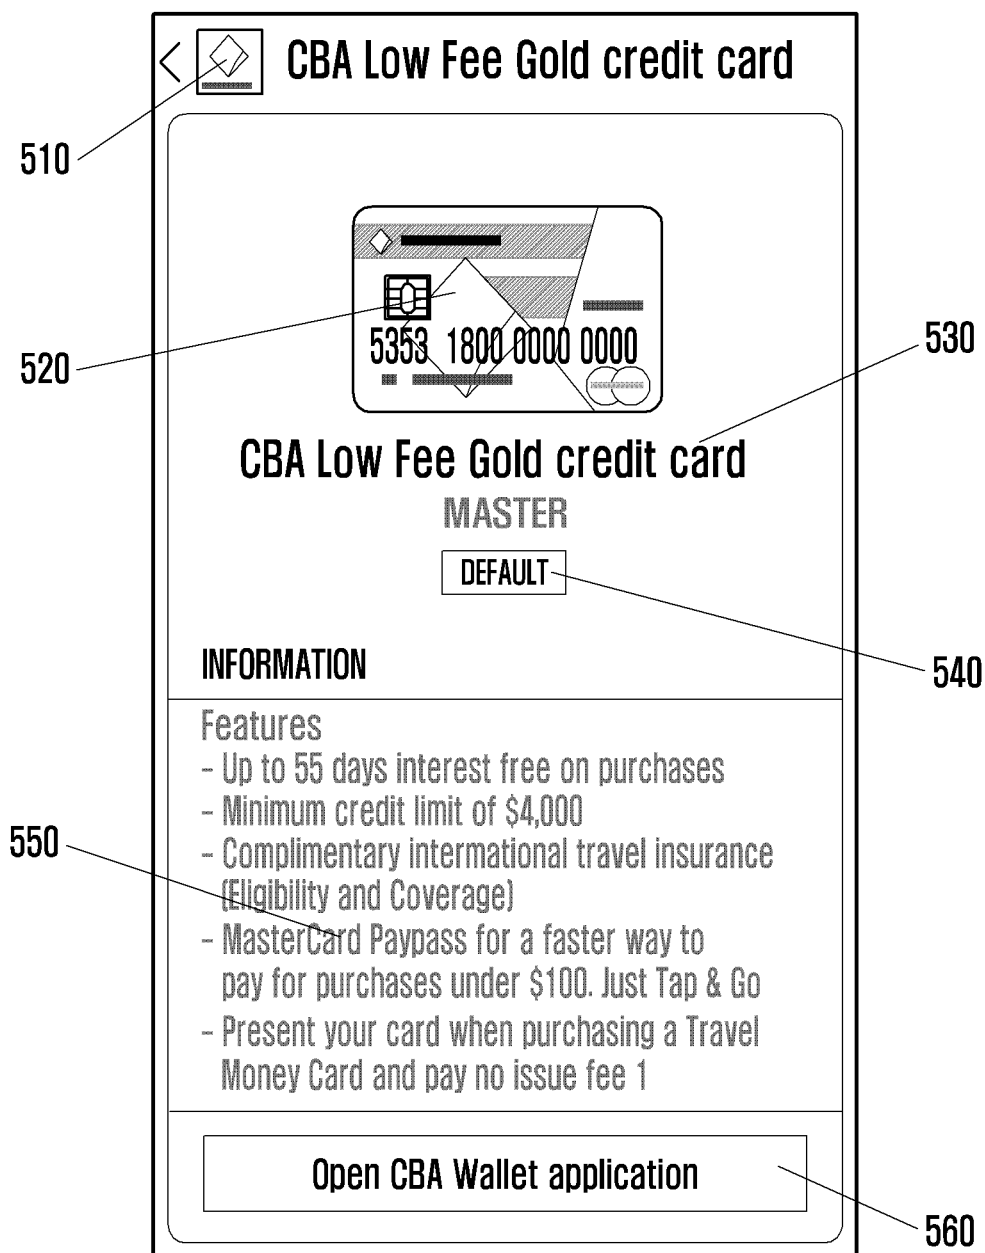 CBA Low Fee Gold credit card
510
5353 1800 0000 0000
520
530
CBA Low Fee Gold credit card
MASTER
DEFAULT
540
INFORMATION
Features
- Up to 55 days interest free on purchases
- Minimum credit limit of $4,000
550
- Complimentary intermational travel insurance
(Eligibility and Coverage)
- MasterCard Paypass for a faster way to
pay for purchases under $100. Just Tap & Go
- Present your card when purchasing a Travel
Money Card and pay no issue fee 1
Open CBA Wallet application
560